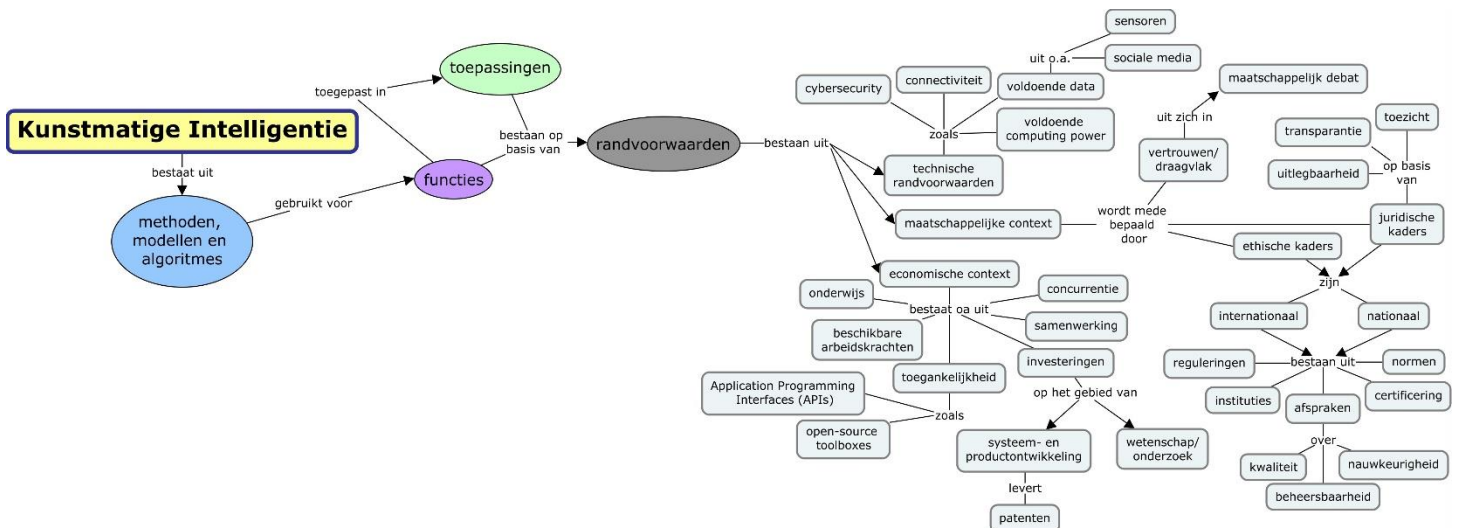 Kunstmatige Intelligentie
bestaat uit
methoden,
modellen en
algoritmes
gebruikt voor
functies
toegepast in
toepassingen
bestaan op
basis van
randvoorwaarden
bestaan uit
technische
randvoorwaarden
zoals
cybersecurity
connectiviteit
voldoende data
uit o.a.
sensoren
sociale media
voldoende
computing power
maatschappelijke context
wordt mede
bepaald
door
vertrouwen/
draagvlak
uit zich in
maatschappelijk debat
juridische
kaders
op basis
van
transparantie
toezicht
uitlegbaarheid
ethische kaders
zijn
internationaal
nationaal
bestaan uit
reguleringen
normen
instituties
certificering
afspraken
over
kwaliteit
nauwkeurigheid
beheersbaarheid
economische context
bestaat oa uit
onderwijs
concurrentie
beschikbare
arbeidskrachten
samenwerking
toegankelijkheid
zoals
Application Programming
Interfaces (APIs)
open-source
toolboxes
investeringen
op het gebied van
systeem- en
productontwikkeling
levert
patenten
wetenschap/
onderzoek